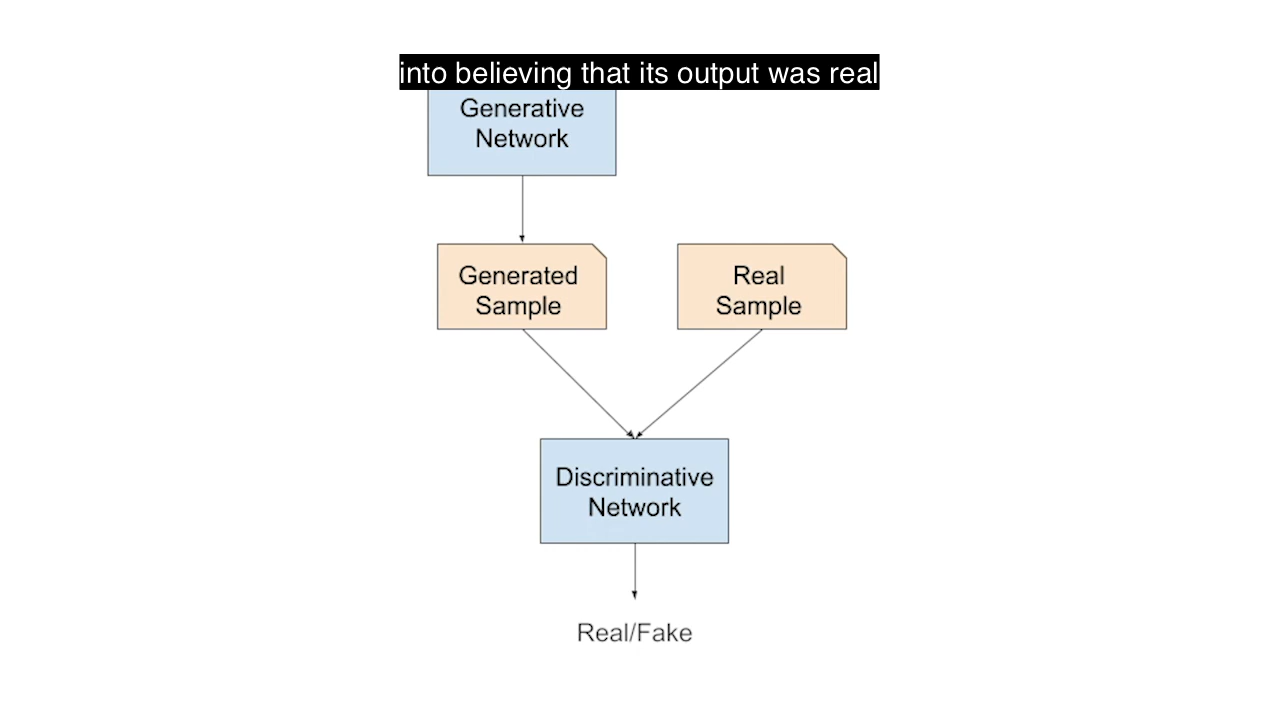 into believing that its output was real
Generative
Network
Generated
Sample
Real
Sample
Discriminative
Network
Real/Fake